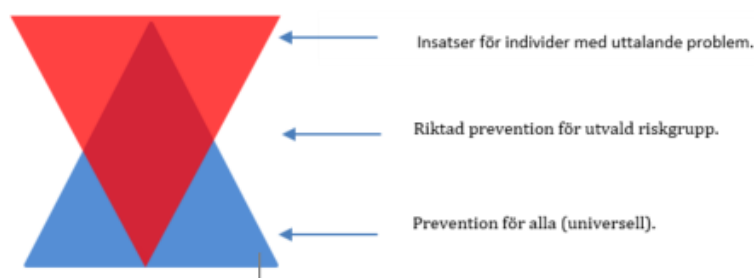 Insatser för individer med uttalande problem.
Riktad prevention för utvald riskgrupp.
Prevention för alla (universell).